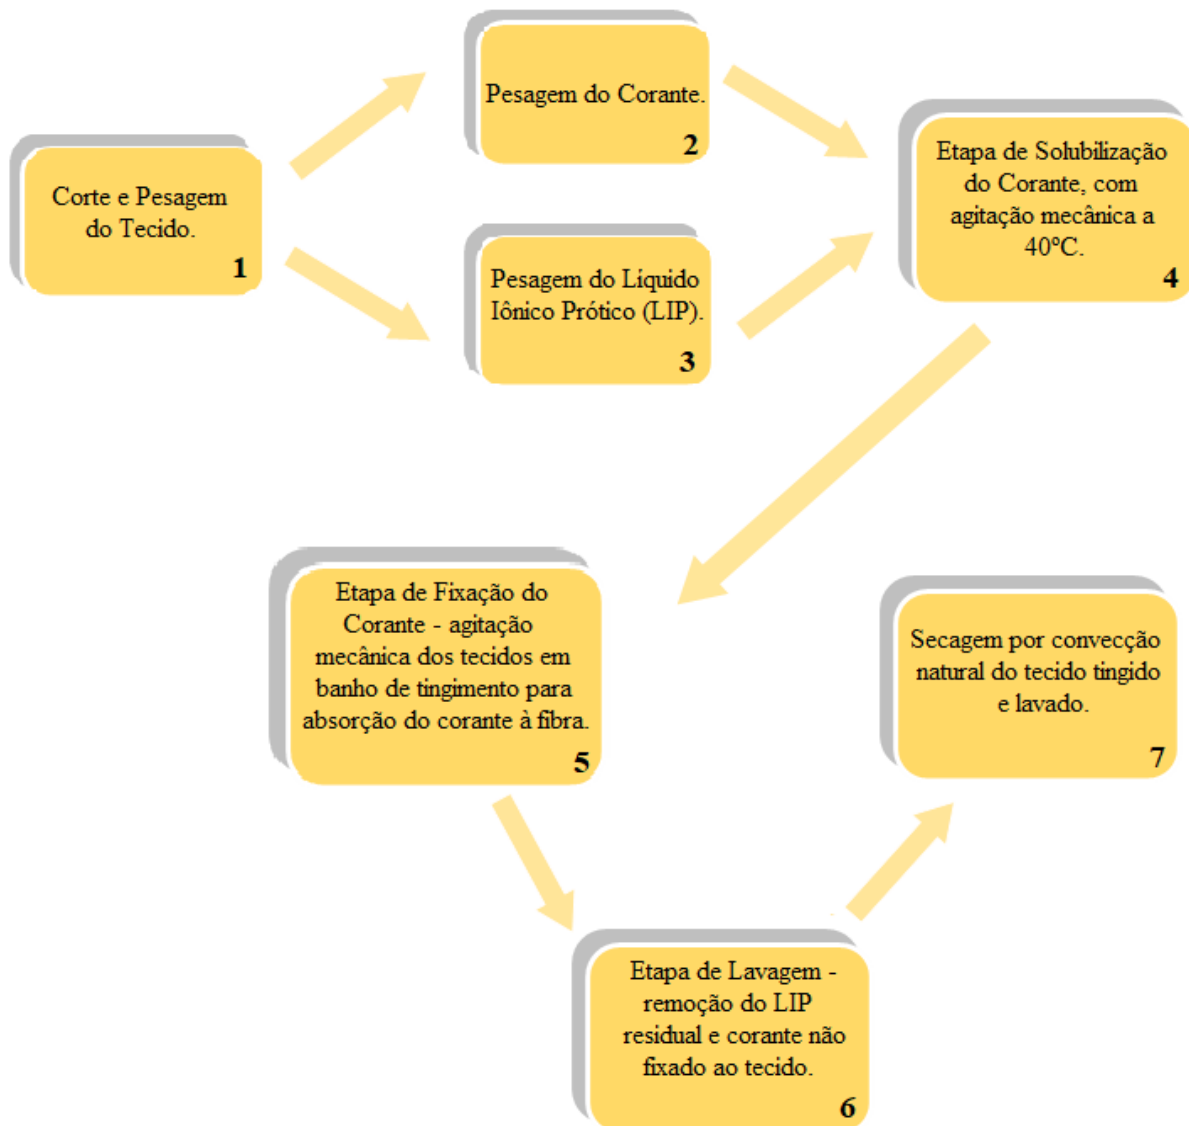 Corte e Pesagem
do Tecido.
1
Pesagem do Corante.
2
Pesagem do Líquido
Iônico Prótico (LIP).
3
Etapa de Solubilização
do Corante, com
agitação mecânica a
40ºC.
4
Etapa de Fixação do
Corante - agitação
mecânica dos tecidos em
banho de tingimento para
absorção do corante à fibra.
5
Etapa de Lavagem -
remoção do LIP
residual e corante não
fixado ao tecido.
6
Secagem por convecção
natural do tecido tingido
e lavado.
7